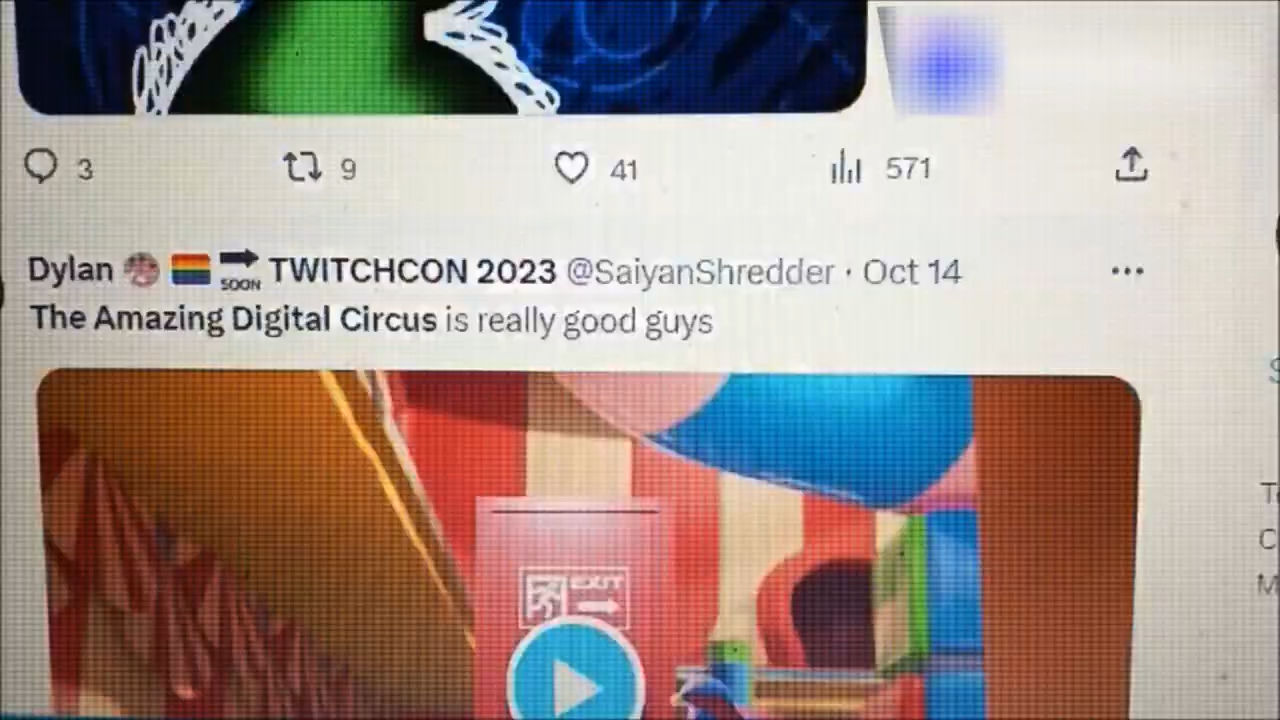 3 9 41 571
Dylan SOON TWITCHCON 2023 @SaiyanShredder · Oct 14
The Amazing Digital Circus is really good guys
EXIT